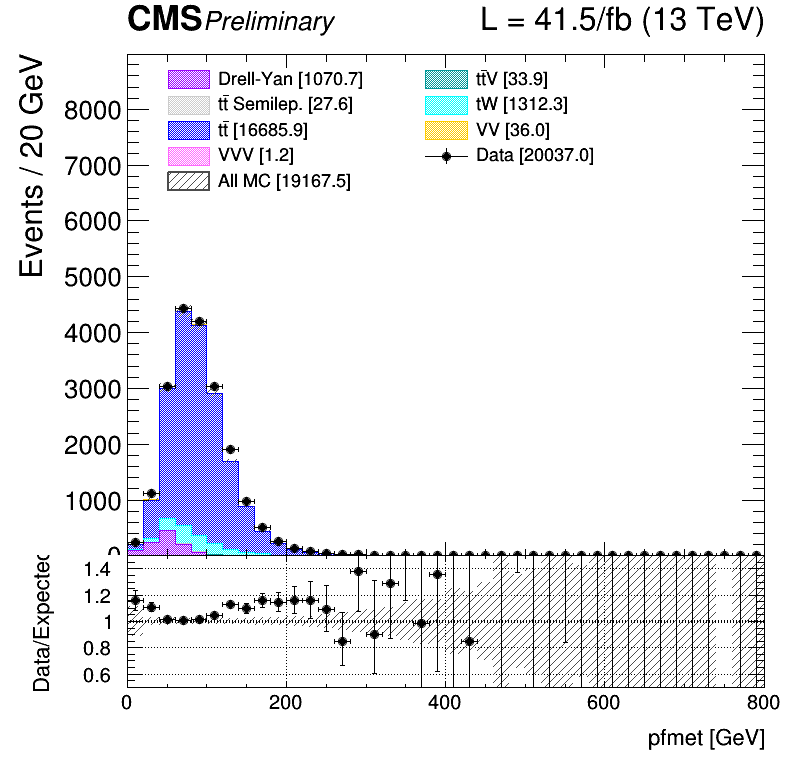 CMS Preliminary L = 41.5/fb (13 TeV)
Events / 20 GeV
Drell-Yan [1070.7]
tt̄ Semilep. [27.6]
tt̄ [16685.9]
VVV [1.2]
All MC [19167.5]
tt̄V [33.9]
tW [1312.3]
VV [36.0]
Data [20037.0]
8000
7000
6000
5000
4000
3000
2000
1000
0
Data/Expected
1.4
1.2
1
0.8
0.6
0 200 400 600 800
pfmet [GeV]